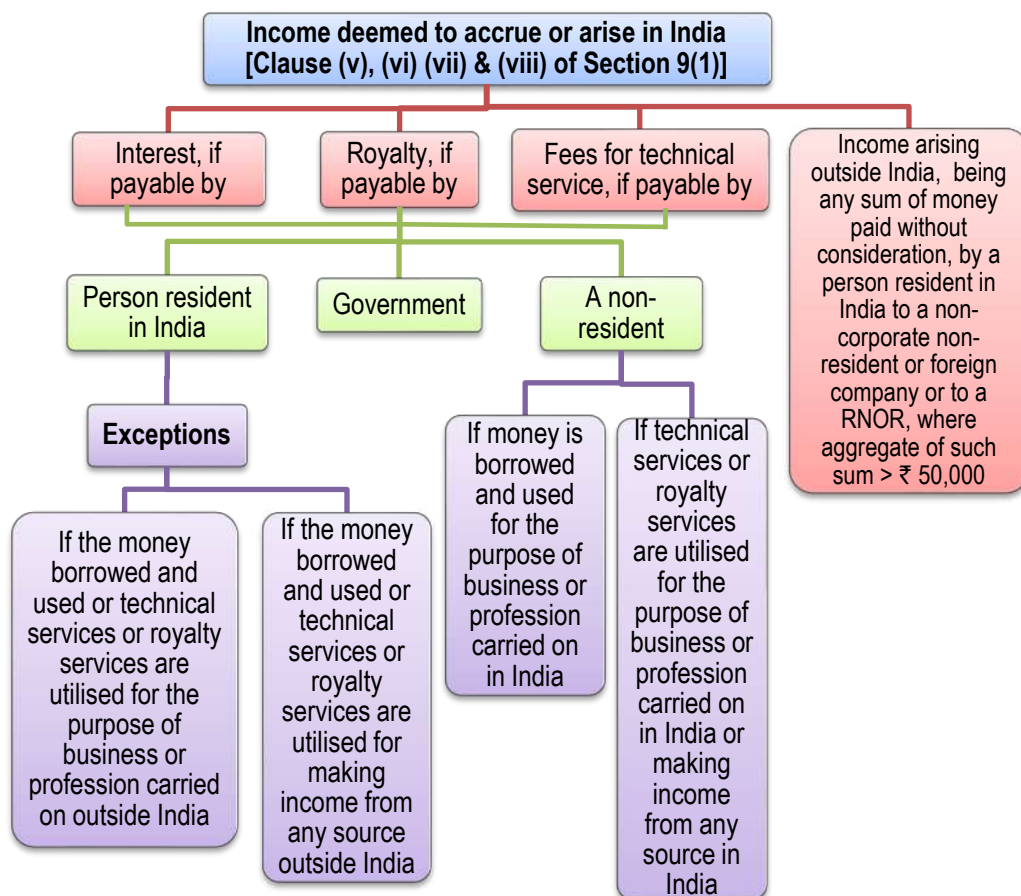 Income deemed to accrue or arise in India
[Clause (v), (vi) (vii) & (viii) of Section 9(1)]
Interest, if
payable by
Royalty, if
payable by
Fees for technical
service, if payable by
Income arising
outside India, being
any sum of money
paid without
consideration, by a
person resident in
India to a non-
corporate non-
resident or foreign
company or to a
RNOR, where
aggregate of such
sum > ₹ 50,000
Person resident
in India
Government
A non-
resident
Exceptions
If the money
borrowed and
used or technical
services or royalty
services are
utilised for the
purpose of
business or
profession carried
on outside India
If the money
borrowed
and used or
technical
services or
royalty
services are
utilised for
making
income from
any source
outside India
If money is
borrowed
and used
for the
purpose of
business or
profession
carried on
in India
If technical
services or
royalty
services
are utilised
for the
purpose of
business or
profession
carried on
in India or
making
income
from any
source in
India